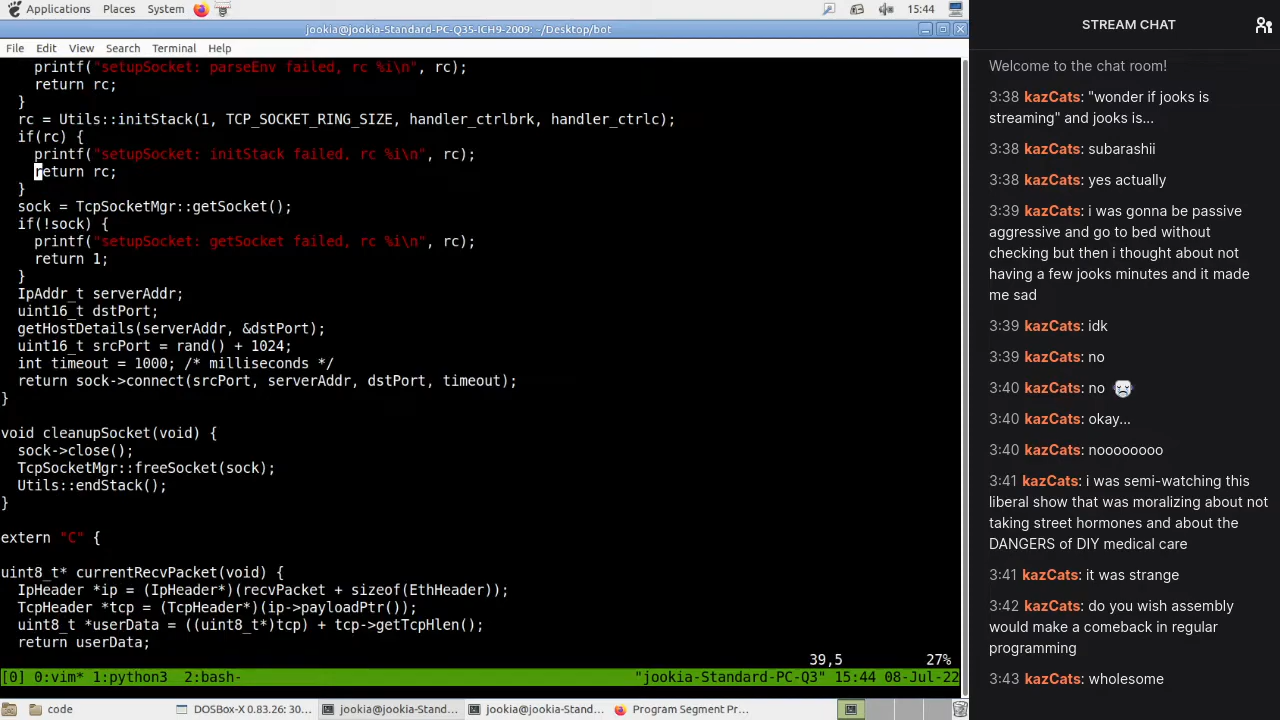 Applications Places System 15:44
jookia@jookia-Standard-PC-Q35-ICH9-2009: ~/Desktop/bot
File Edit View Search Terminal Help
printf("setupSocket: parseEnv failed, rc %i\n", rc);
return rc;
}
rc = Utils::initStack(1, TCP_SOCKET_RING_SIZE, handler_ctrlbrk, handler_ctrlc);
if(rc) {
printf("setupSocket: initStack failed, rc %i\n", rc);
return rc;
}
sock = TcpSocketMgr::getSocket();
if(!sock) {
printf("setupSocket: getSocket failed, rc %i\n", rc);
return 1;
}
IpAddr_t serverAddr;
uint16_t dstPort;
getHostDetails(serverAddr, &dstPort);
uint16_t srcPort = rand() + 1024;
int timeout = 1000; /* milliseconds */
return sock->connect(srcPort, serverAddr, dstPort, timeout);
}
void cleanupSocket(void) {
sock->close();
TcpSocketMgr::freeSocket(sock);
Utils::endStack();
}
extern "C" {
uint8_t* currentRecvPacket(void) {
IpHeader *ip = (IpHeader*)(recvPacket + sizeof(EthHeader));
TcpHeader *tcp = (TcpHeader*)(ip->payloadPtr());
uint8_t *userData = ((uint8_t*)tcp) + tcp->getTcpHlen();
return userData;
39,5 27%
[0] 0:vim* 1:python3 2:bash- "jookia-Standard-PC-Q3" 15:44 08-Jul-22
code DOSBox-X 0.83.26: 30... jookia@jookia-Stand... jookia@jookia-Stand... Program Segment Pr...
STREAM CHAT
Welcome to the chat room!
3:38 kazCats: "wonder if jooks is
streaming" and jooks is...
3:38 kazCats: subarashii
3:38 kazCats: yes actually
3:39 kazCats: i was gonna be passive
aggressive and go to bed without
checking but then i thought about not
having a few jooks minutes and it made
me sad
3:39 kazCats: idk
3:39 kazCats: no
3:40 kazCats: no
3:40 kazCats: okay...
3:40 kazCats: noooooooo
3:41 kazCats: i was semi-watching this
liberal show that was moralizing about not
taking street hormones and about the
DANGERS of DIY medical care
3:41 kazCats: it was strange
3:42 kazCats: do you wish assembly
would make a comeback in regular
programming
3:43 kazCats: wholesome